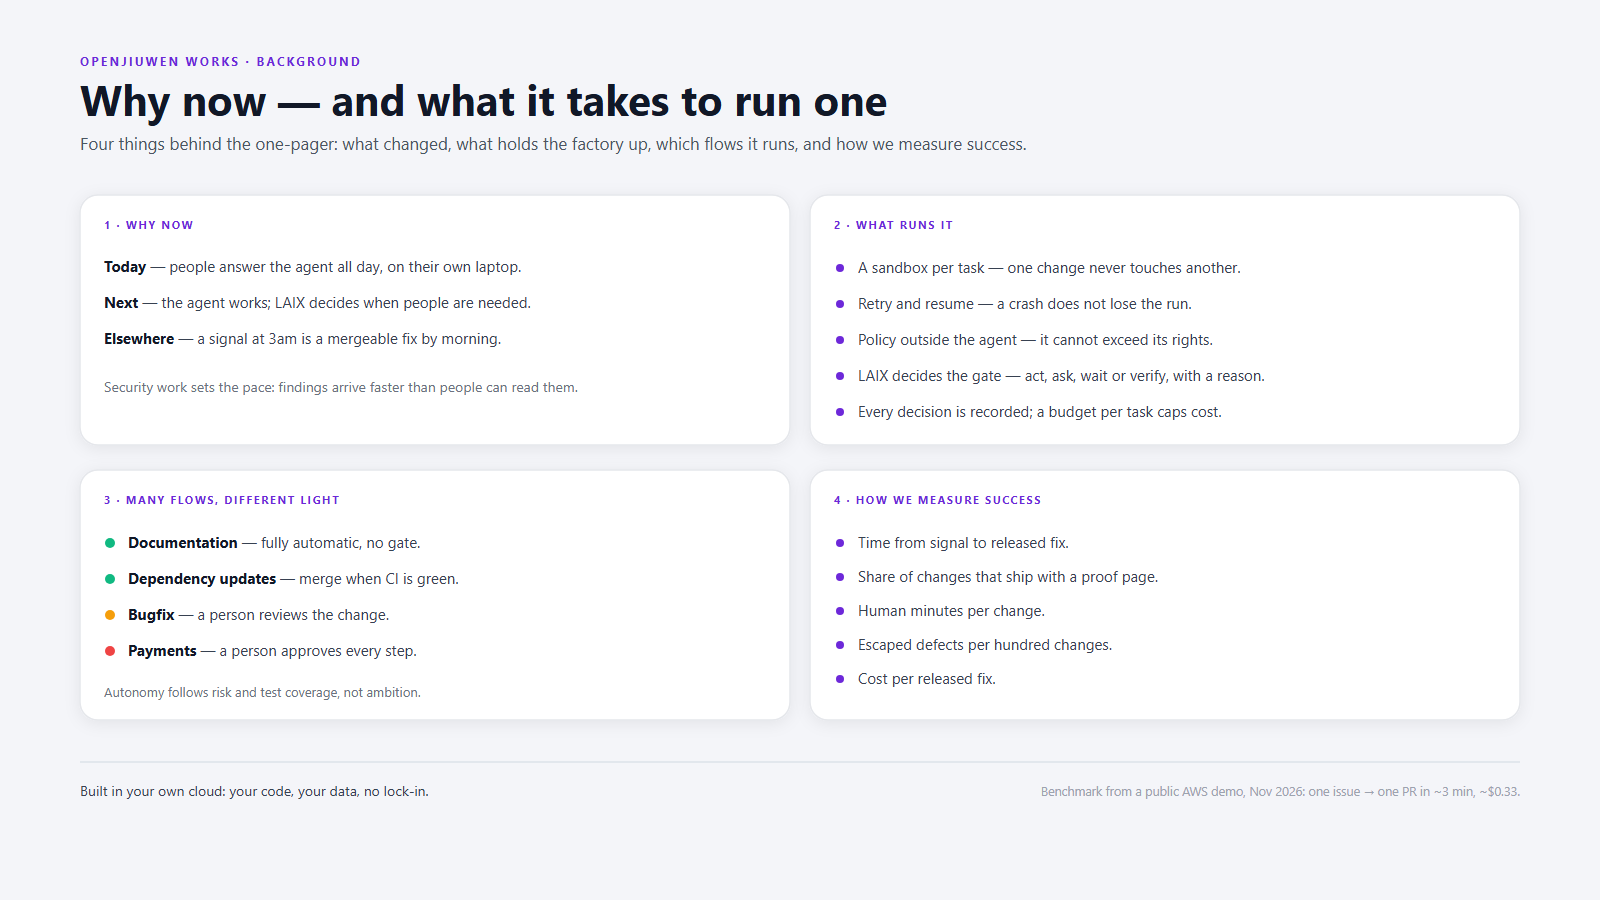 OPENJIUWEN WORKS · BACKGROUND
Why now — and what it takes to run one
Four things behind the one-pager: what changed, what holds the factory up, which flows it runs, and how we measure success.
1 · WHY NOW
Today — people answer the agent all day, on their own laptop.
Next — the agent works; LAIX decides when people are needed.
Elsewhere — a signal at 3am is a mergeable fix by morning.
Security work sets the pace: findings arrive faster than people can read them.
2 · WHAT RUNS IT
A sandbox per task — one change never touches another.
Retry and resume — a crash does not lose the run.
Policy outside the agent — it cannot exceed its rights.
LAIX decides the gate — act, ask, wait or verify, with a reason.
Every decision is recorded; a budget per task caps cost.
3 · MANY FLOWS, DIFFERENT LIGHT
Documentation — fully automatic, no gate.
Dependency updates — merge when CI is green.
Bugfix — a person reviews the change.
Payments — a person approves every step.
Autonomy follows risk and test coverage, not ambition.
4 · HOW WE MEASURE SUCCESS
Time from signal to released fix.
Share of changes that ship with a proof page.
Human minutes per change.
Escaped defects per hundred changes.
Cost per released fix.
Built in your own cloud: your code, your data, no lock-in.
Benchmark from a public AWS demo, Nov 2026: one issue → one PR in ~3 min, ~$0.33.